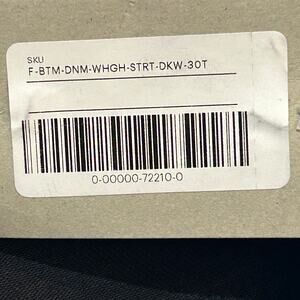 SKU
F-BTM-DNM-WHGH-STRT-DKW-30T
0-00000-72210-0